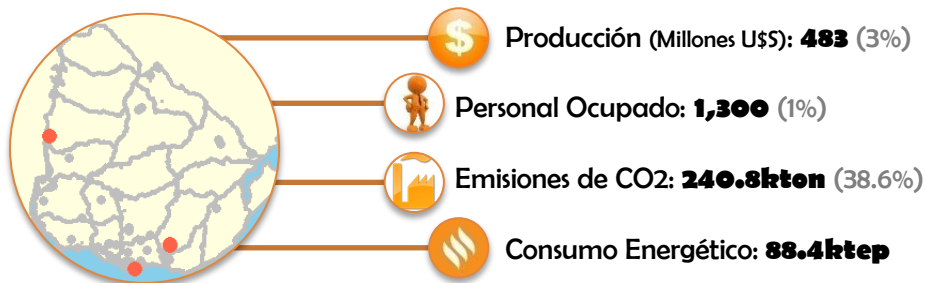 $
Producción (Millones U$S): 483 (3%)
Personal Ocupado: 1,300 (1%)
Emisiones de CO2: 240.8kton (38.6%)
Consumo Energético: 88.4ktep